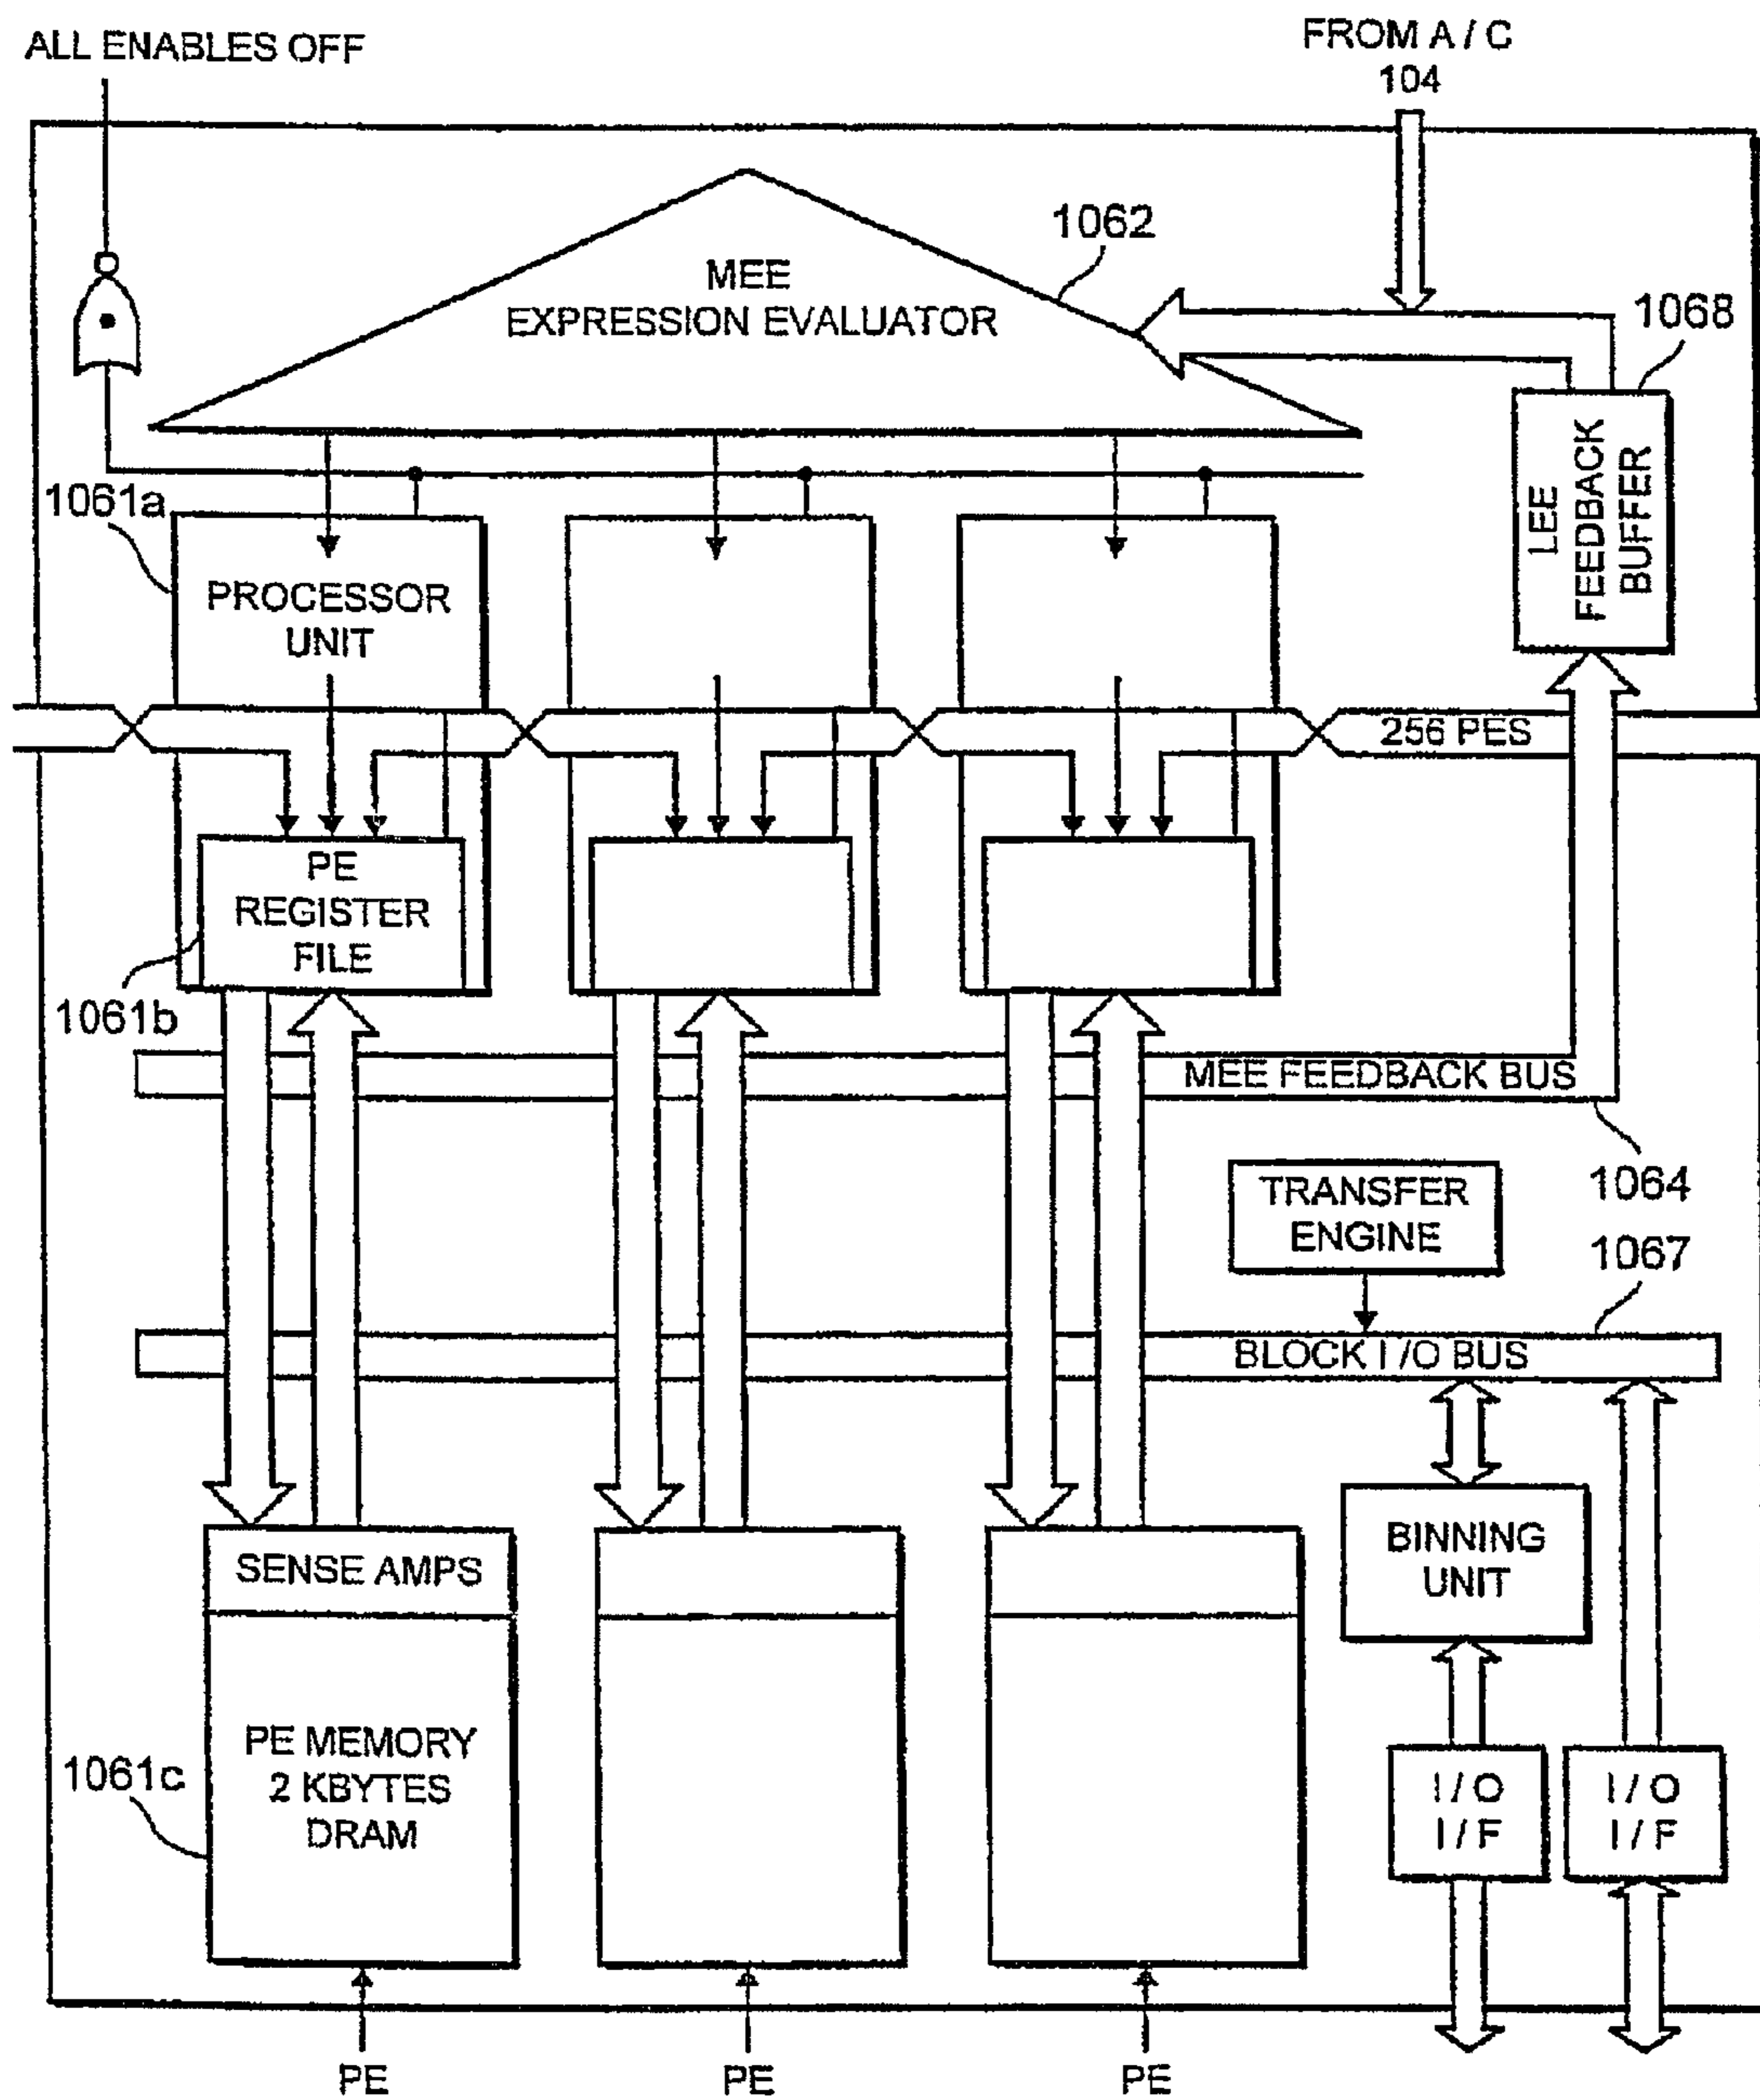 ALL ENABLES OFF
FROM A / C
104
1062
MEE
EXPRESSION EVALUATOR
1068
LEE
FEEDBACK
BUFFER
1061a
PROCESSOR
UNIT
256 PES
PE
REGISTER
FILE
1061b
MEE FEEDBACK BUS
1064
TRANSFER
ENGINE
1067
BLOCK I / O BUS
SENSE AMPS
BINNING
UNIT
PE MEMORY
2 KBYTES
DRAM
1061c
I / O
I / F
I / O
I / F
PE
PE
PE